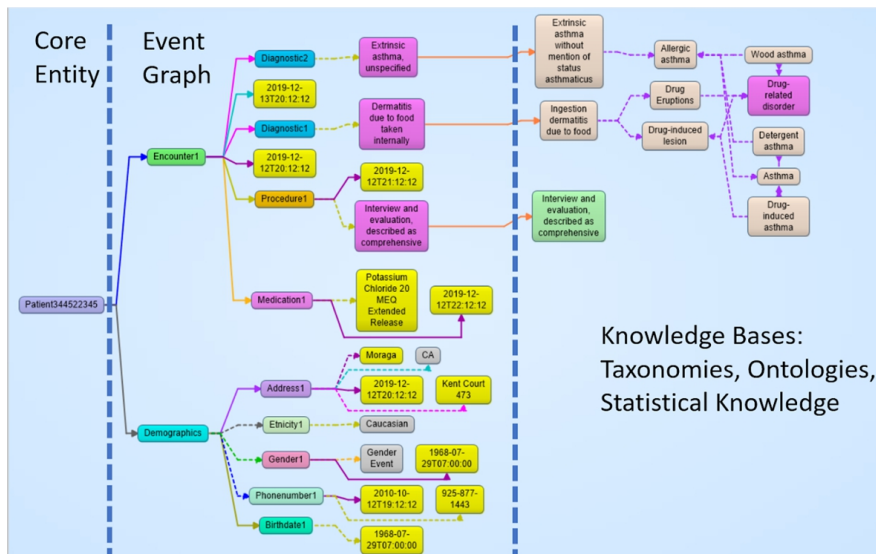 Core
Entity
Event
Graph
Knowledge Bases:
Taxonomies, Ontologies,
Statistical Knowledge
Patient344522345
Encounter1
Demographics
Diagnostic2
Extrinsic
asthma,
unspecified
2019-12-
13T20:12:12
Diagnostic1
Dermatitis
due to food
taken
internally
2019-12-
12T20:12:12
Procedure1
2019-12-
12T21:12:12
Interview and
evaluation,
described as
comprehensive
Medication1
Potassium
Chloride 20
MEQ
Extended
Release
2019-12-
12T22:12:12
Address1
Moraga
CA
2019-12-
12T20:12:12
Kent Court
473
Etnicity1
Caucasian
Gender1
Gender
Event
1968-07-
29T07:00:00
Phonenumber1
2010-10-
12T19:12:12
925-877-
1443
Birthdate1
1968-07-
29T07:00:00
Extrinsic
asthma
without
mention of
status
asthmaticus
Allergic
asthma
Wood asthma
Drug
Eruptions
Drug-
related
disorder
Ingestion
dermatitis
due to food
Drug-induced
lesion
Detergent
asthma
Asthma
Drug-
induced
asthma
Interview and
evaluation,
described as
comprehensive